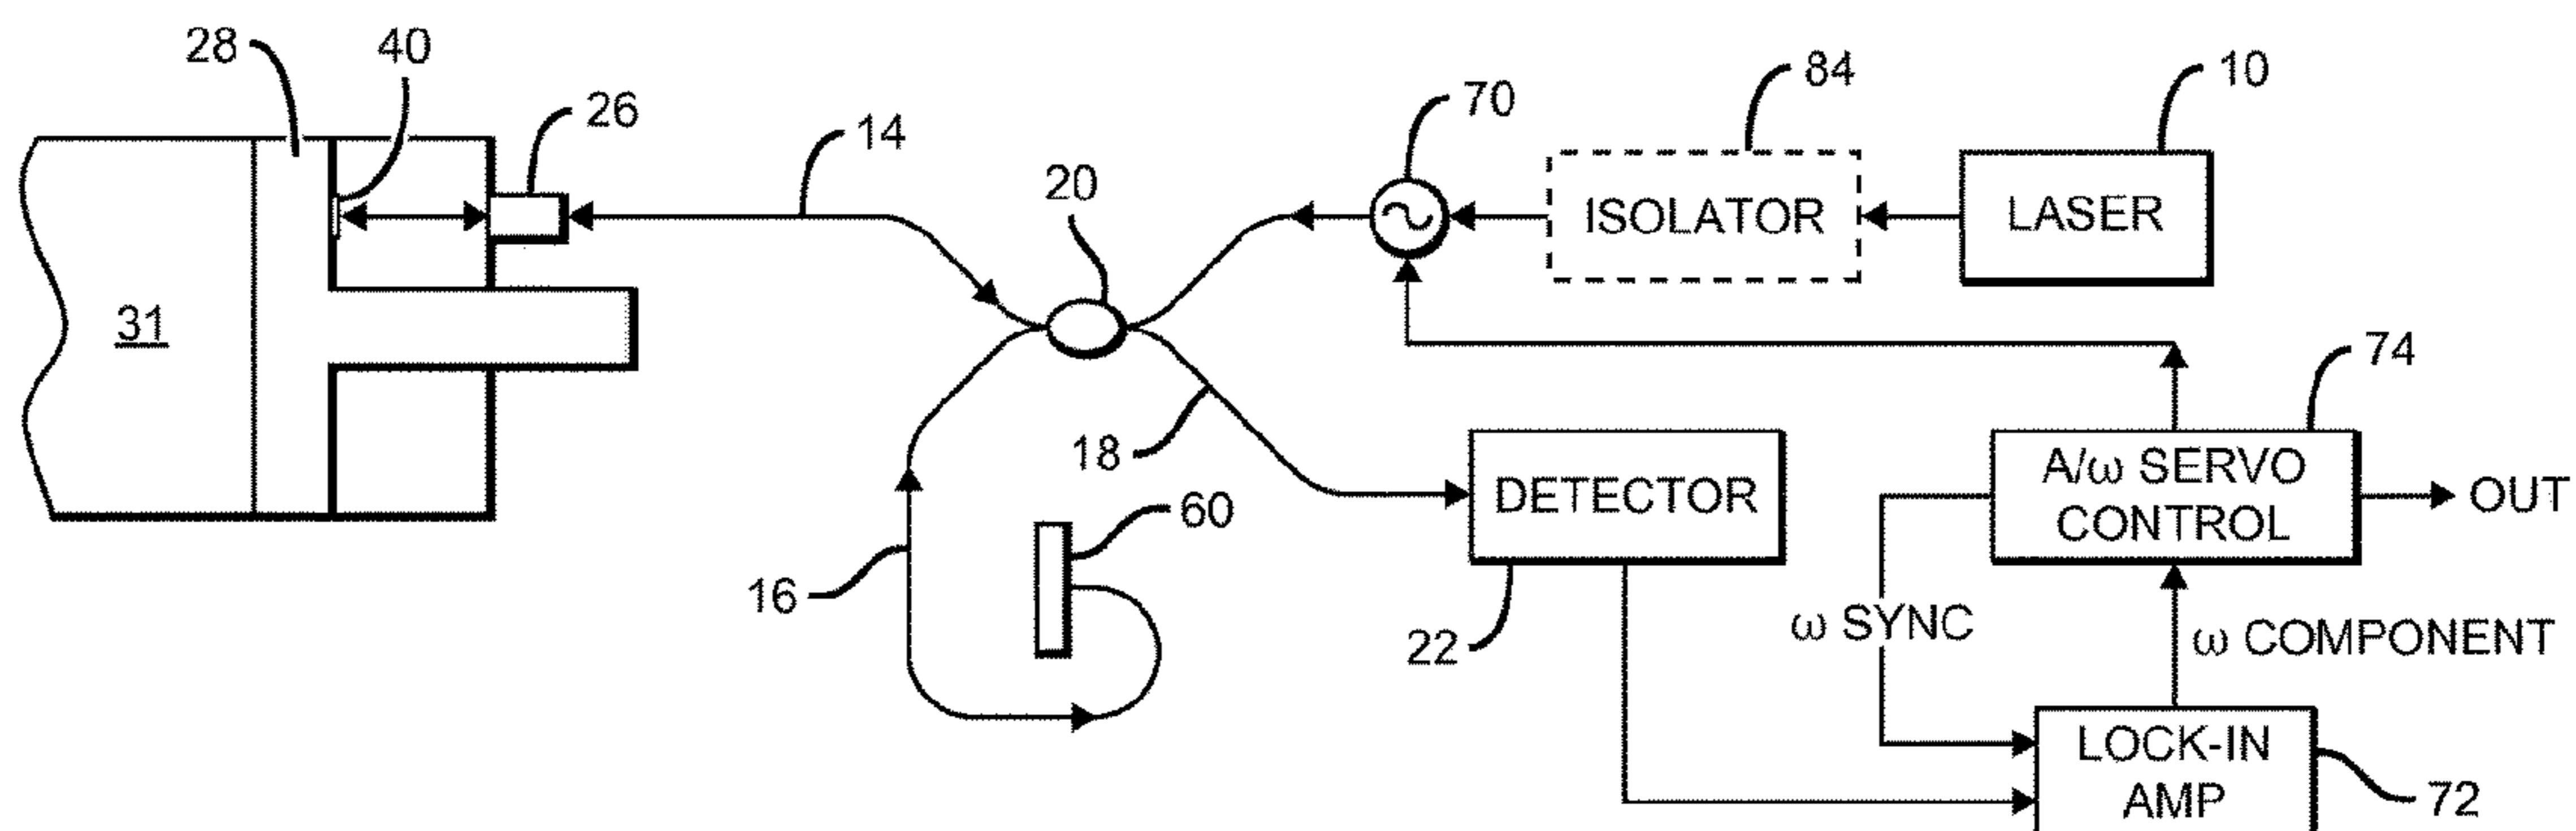 28
40
26
14
20
70
84
10
ISOLATOR
LASER
31
74
18
DETECTOR
A/ω SERVO
CONTROL
OUT
60
16
22
ω SYNC
ω COMPONENT
LOCK-IN
AMP
72